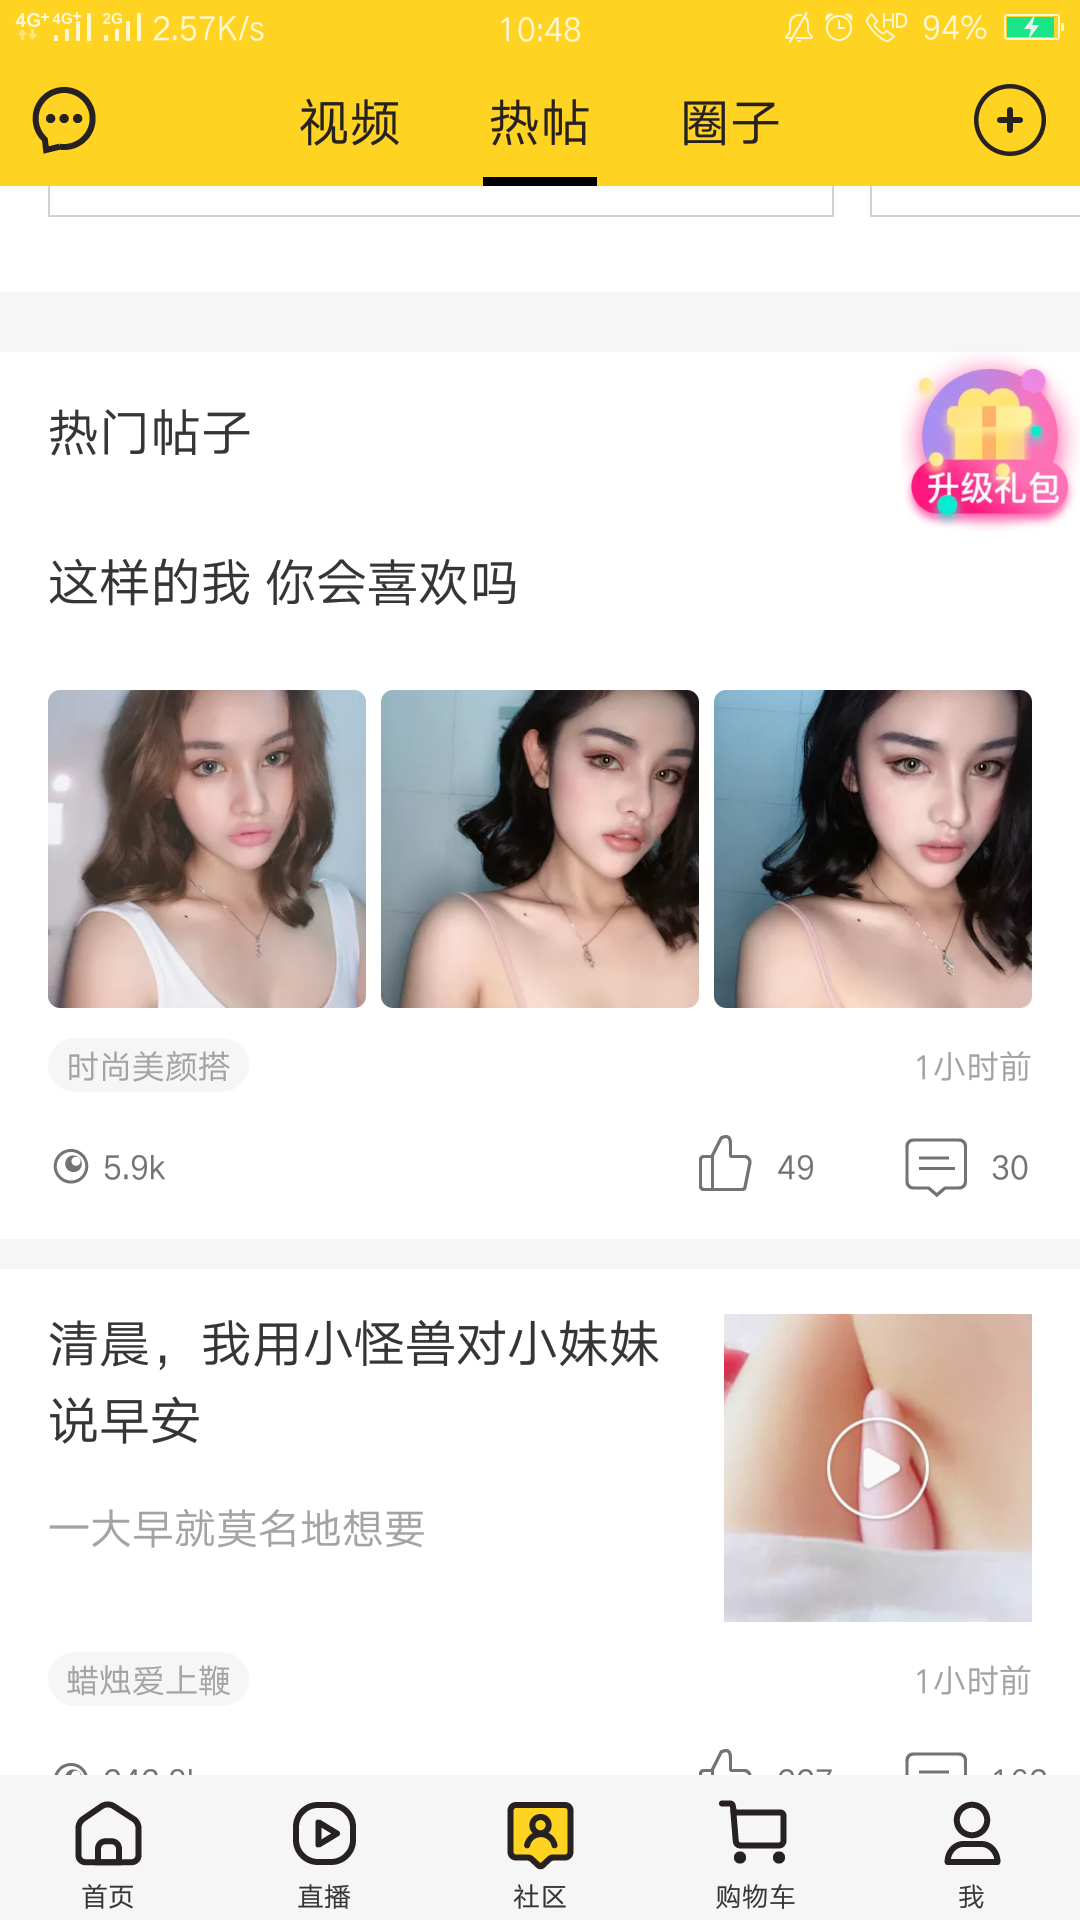 4G+ 4G+ 2G 2.57K/s 10:48 HD 94%
视频 热帖 圈子
热门帖子
升级礼包
这样的我 你会喜欢吗
时尚美颜搭 1小时前
5.9k 49 30
清晨，我用小怪兽对小妹妹
说早安
一大早就莫名地想要
蜡烛爱上鞭 1小时前
首页 直播 社区 购物车 我